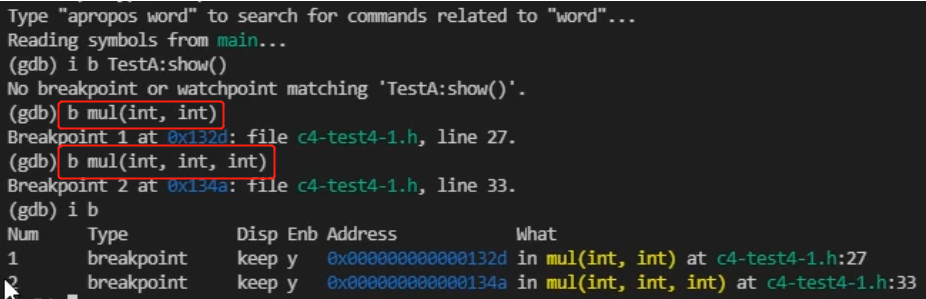 Type "apropos word" to search for commands related to "word"...
Reading symbols from main...
(gdb) i b TestA:show()
No breakpoint or watchpoint matching 'TestA:show()'.
(gdb) b mul(int, int)
Breakpoint 1 at 0x132d: file c4-test4-1.h, line 27.
(gdb) b mul(int, int, int)
Breakpoint 2 at 0x134a: file c4-test4-1.h, line 33.
(gdb) i b
Num Type Disp Enb Address What
1 breakpoint keep y 0x000000000000132d in mul(int, int) at c4-test4-1.h:27
2 breakpoint keep y 0x000000000000134a in mul(int, int, int) at c4-test4-1.h:33